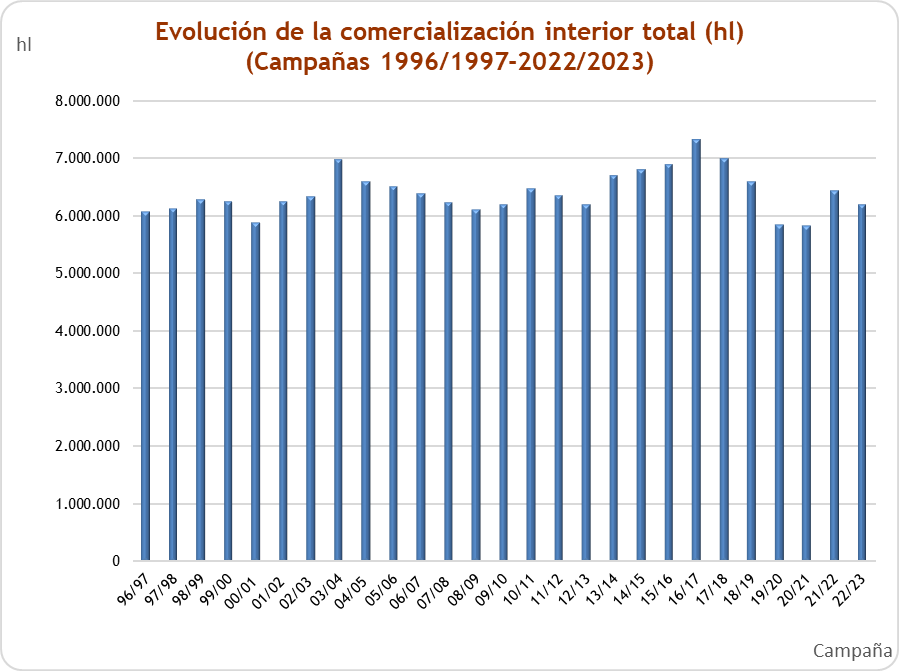 Evolución de la comercialización interior total (hl)
(Campañas 1996/1997-2022/2023)
hl
8.000.000
7.000.000
6.000.000
5.000.000
4.000.000
3.000.000
2.000.000
1.000.000
0
96/97 97/98 98/99 99/00 00/01 01/02 02/03 03/04 04/05 05/06 06/07 07/08 08/09 09/10 10/11 11/12 12/13 13/14 14/15 15/16 16/17 17/18 18/19 19/20 20/21 21/22 22/23
Campaña